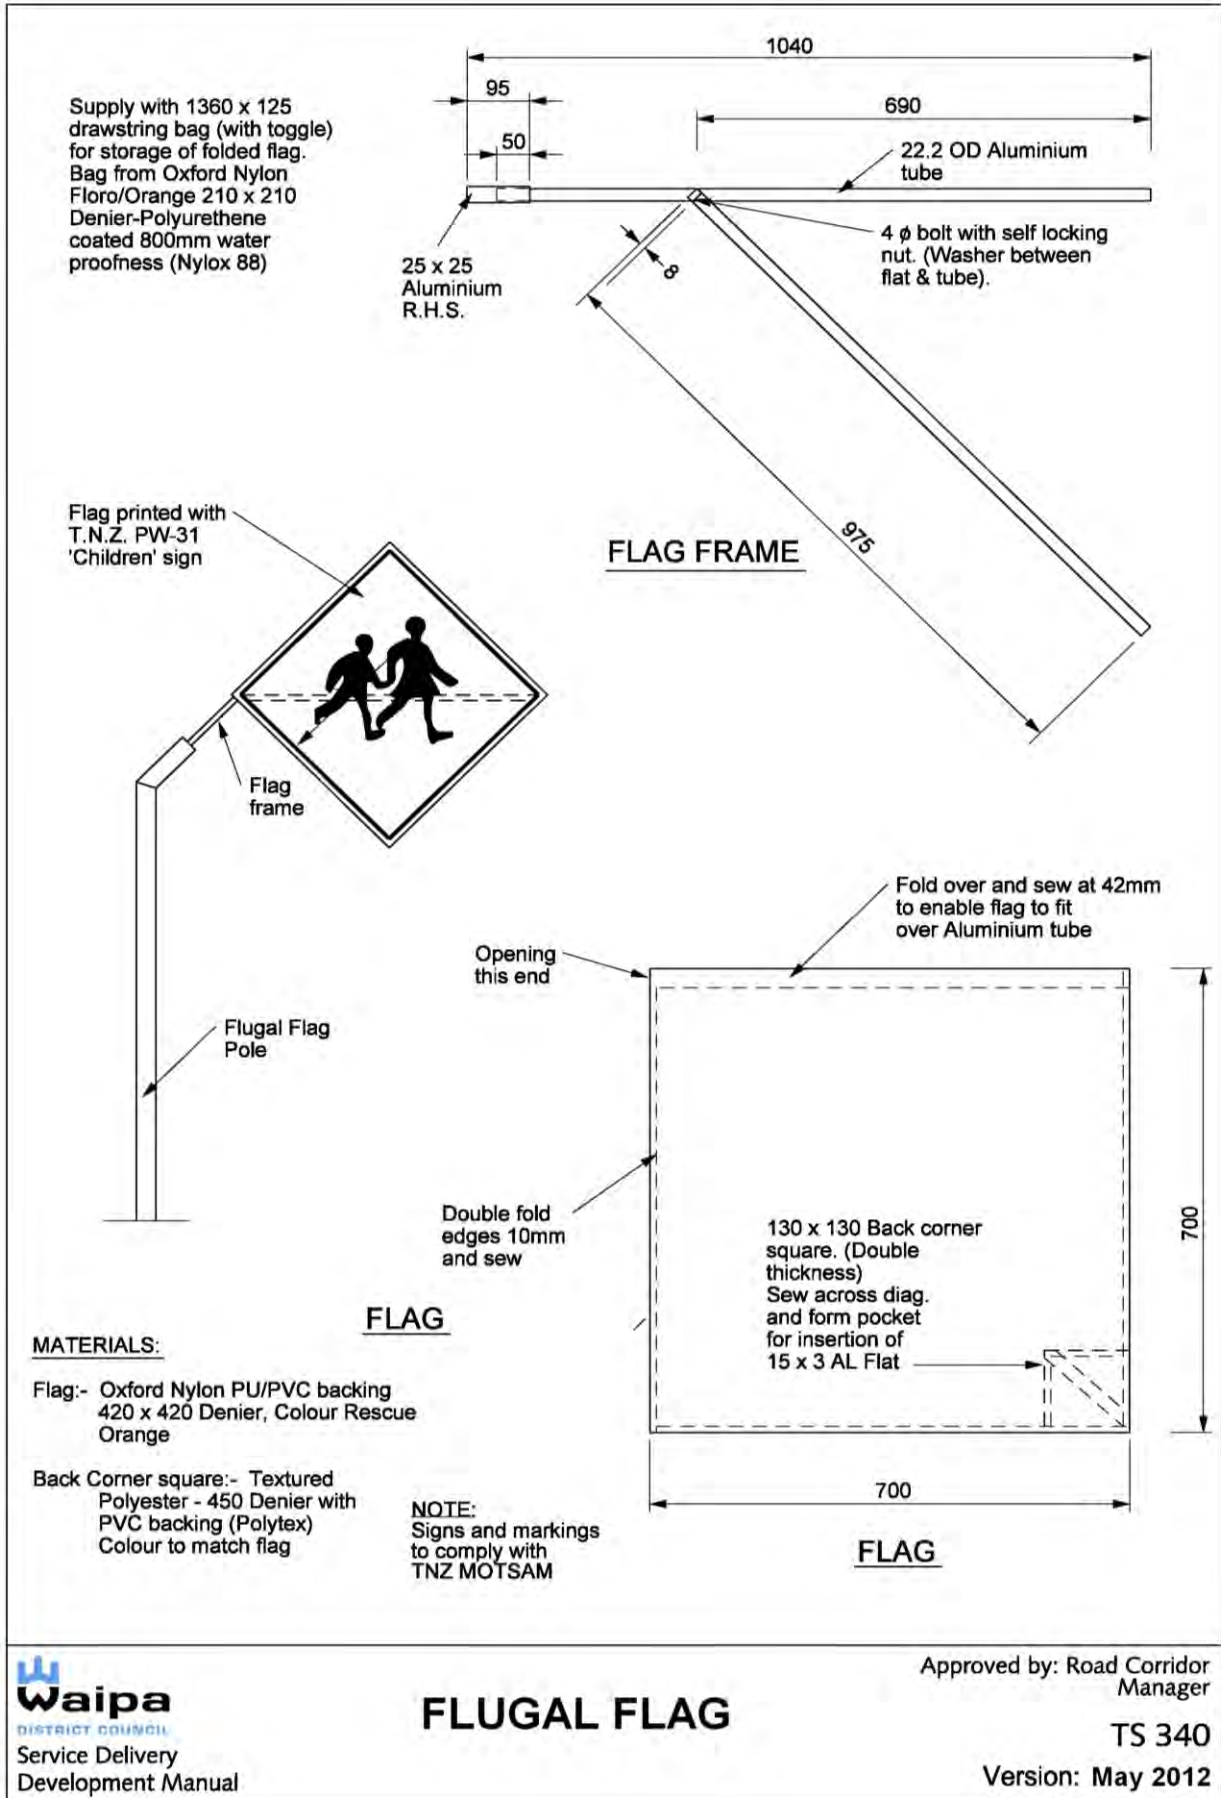 1040
95
690
50
Supply with 1360 x 125
drawstring bag (with toggle)
for storage of folded flag.
Bag from Oxford Nylon
Floro/Orange 210 x 210
Denier-Polyurethene
coated 800mm water
proofness (Nylox 88)
22.2 OD Aluminium
tube
4 ø bolt with self locking
nut. (Washer between
flat & tube).
25 x 25
Aluminium
R.H.S.
8
975
FLAG FRAME
Flag printed with
T.N.Z. PW-31
'Children' sign
Flag
frame
Flugal Flag
Pole
Fold over and sew at 42mm
to enable flag to fit
over Aluminium tube
Opening
this end
Double fold
edges 10mm
and sew
130 x 130 Back corner
square. (Double
thickness)
Sew across diag.
and form pocket
for insertion of
15 x 3 AL Flat
700
700
FLAG
FLAG
MATERIALS:
Flag:- Oxford Nylon PU/PVC backing
420 x 420 Denier, Colour Rescue
Orange
Back Corner square:- Textured
Polyester - 450 Denier with
PVC backing (Polytex)
Colour to match flag
NOTE:
Signs and markings
to comply with
TNZ MOTSAM
Waipa
DISTRICT COUNCIL
Service Delivery
Development Manual
FLUGAL FLAG
Approved by: Road Corridor
Manager
TS 340
Version: May 2012